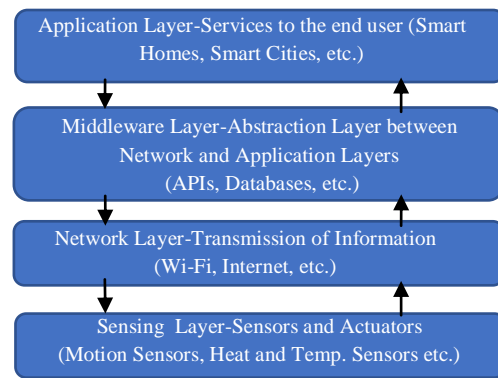 Application Layer-Services to the end user (Smart
Homes, Smart Cities, etc.)
Middleware Layer-Abstraction Layer between
Network and Application Layers
(APIs, Databases, etc.)
Network Layer-Transmission of Information
(Wi-Fi, Internet, etc.)
Sensing Layer-Sensors and Actuators
(Motion Sensors, Heat and Temp. Sensors etc.)